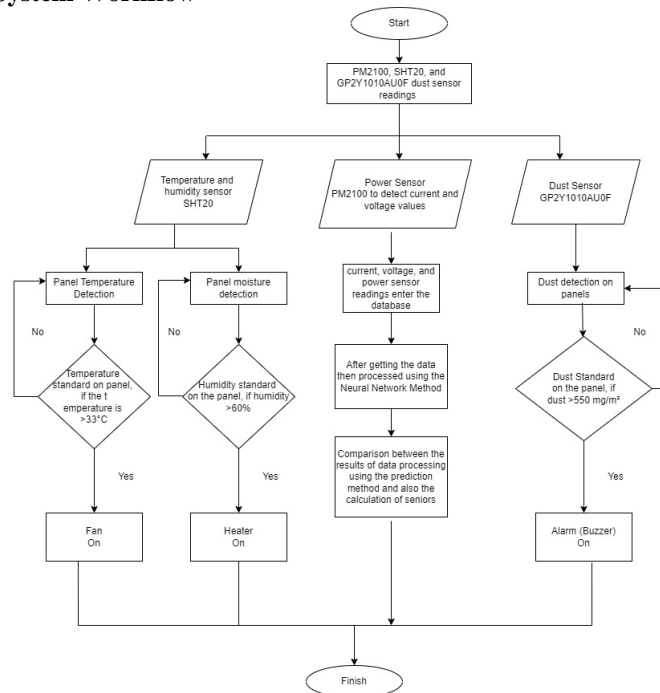 System Workflow
Start
PM2100, SHT20, and
GP2Y1010AU0F dust sensor
readings
Temperature and
humidity sensor
SHT20
Power Sensor
PM2100 to detect current and
voltage values
Dust Sensor
GP2Y1010AU0F
Panel Temperature
Detection
Panel moisture
detection
current, voltage, and
power sensor
readings enter the
database
Dust detection on
panels
No
No
No
Temperature
standard on panel,
if the t
emperature is
>33°C
Humidity standard
on the panel, if humidity
>60%
After getting the data
then processed using the
Neural Network Method
Dust Standard
on the panel, if
dust >550 mg/m²
Yes
Yes
Comparison between the
results of data processing
using the prediction
method and also the
calculation of seniors
Yes
Fan
On
Heater
On
Alarm (Buzzer)
On
Finish